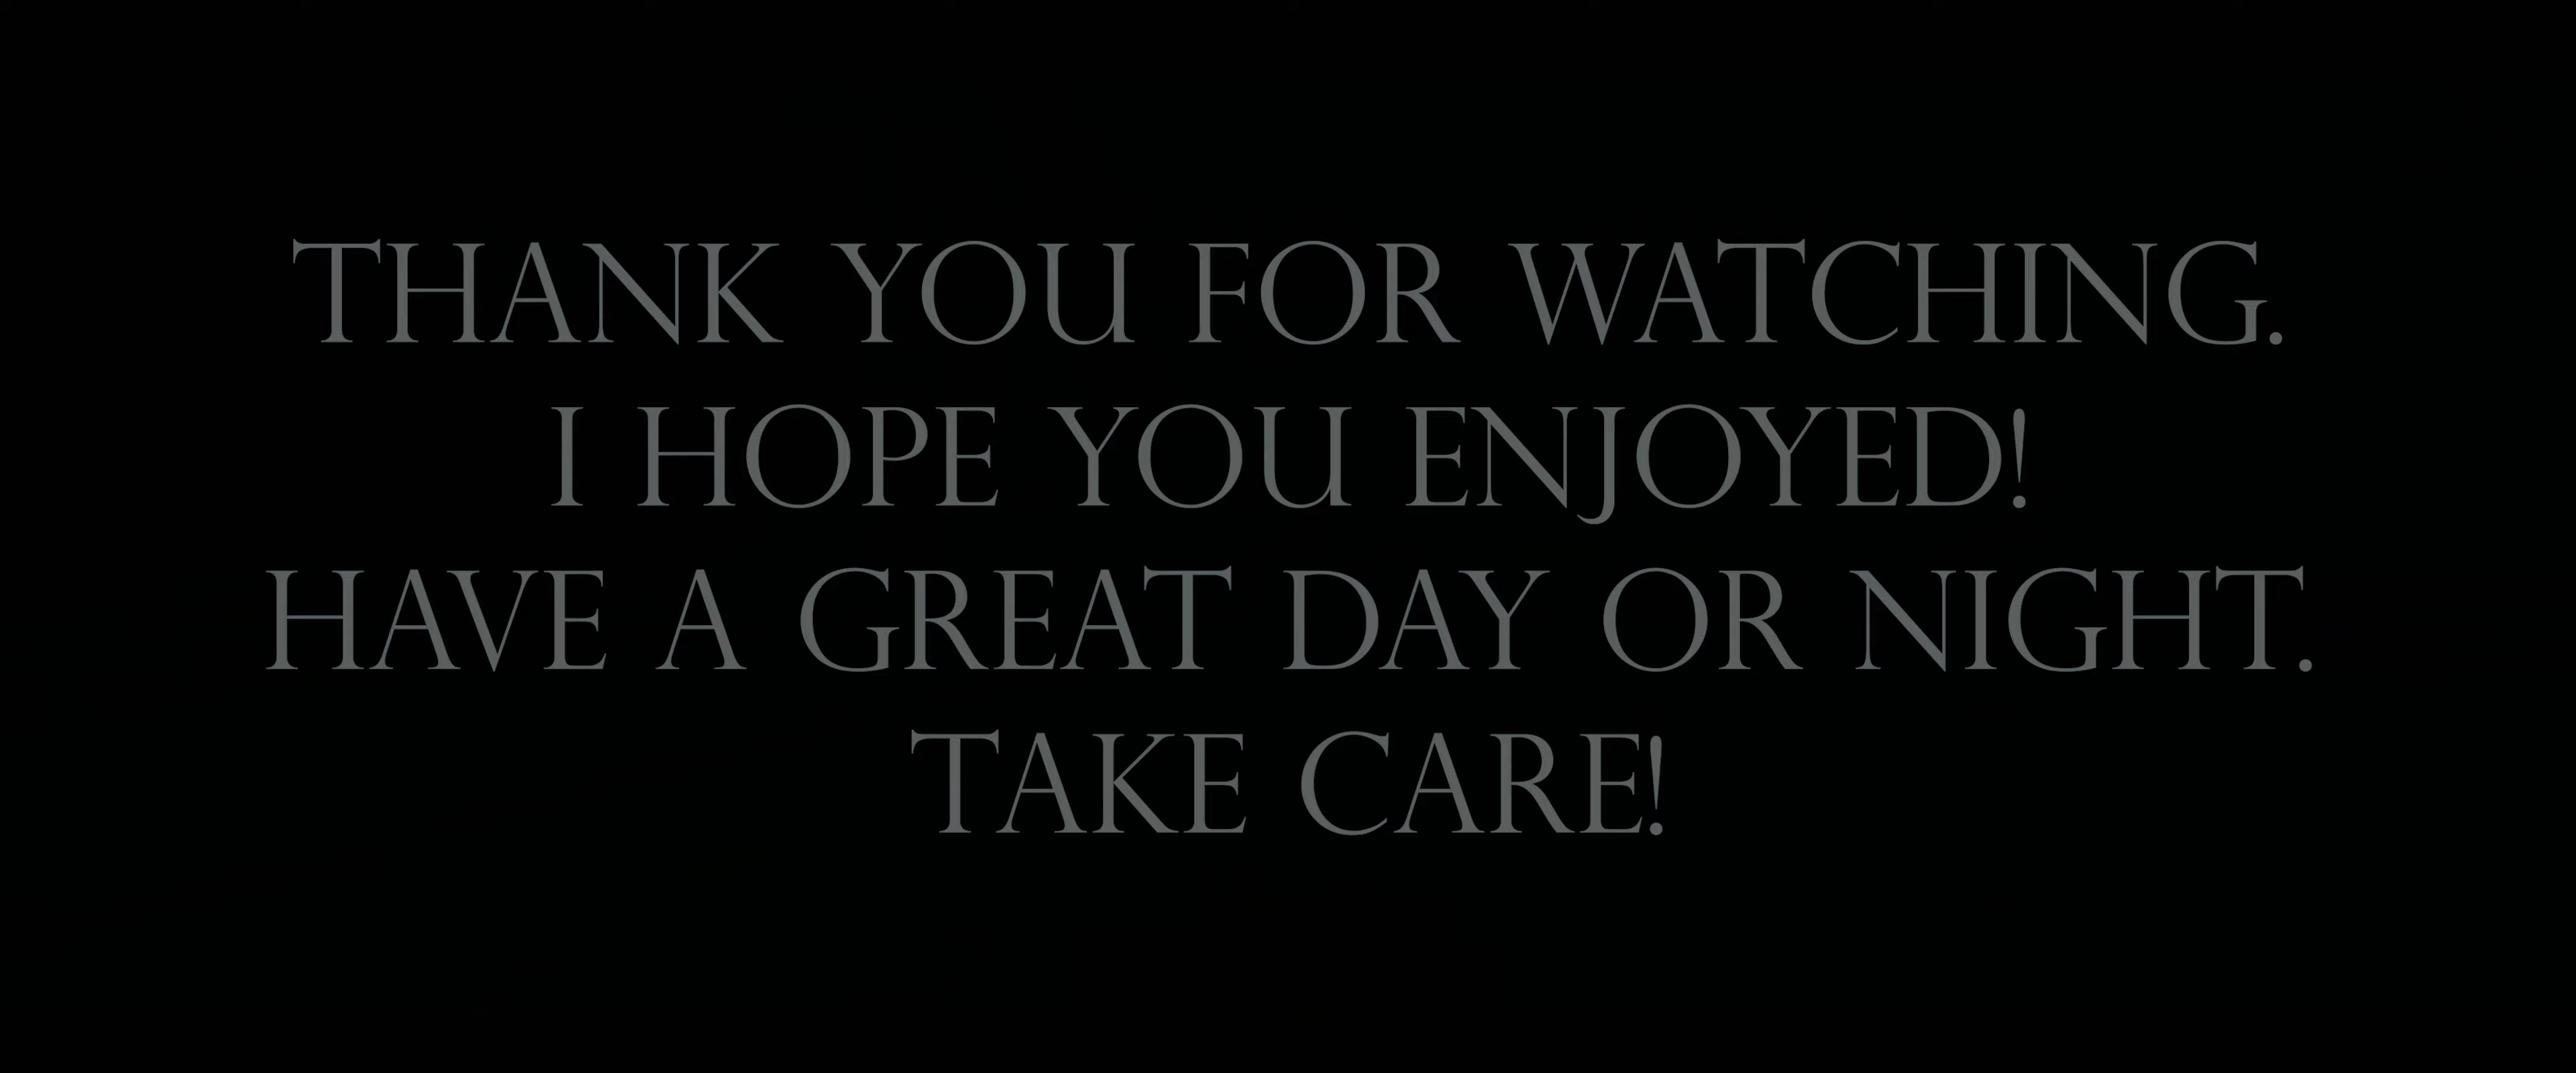 THANK YOU FOR WATCHING.
I HOPE YOU ENJOYED!
HAVE A GREAT DAY OR NIGHT.
TAKE CARE!